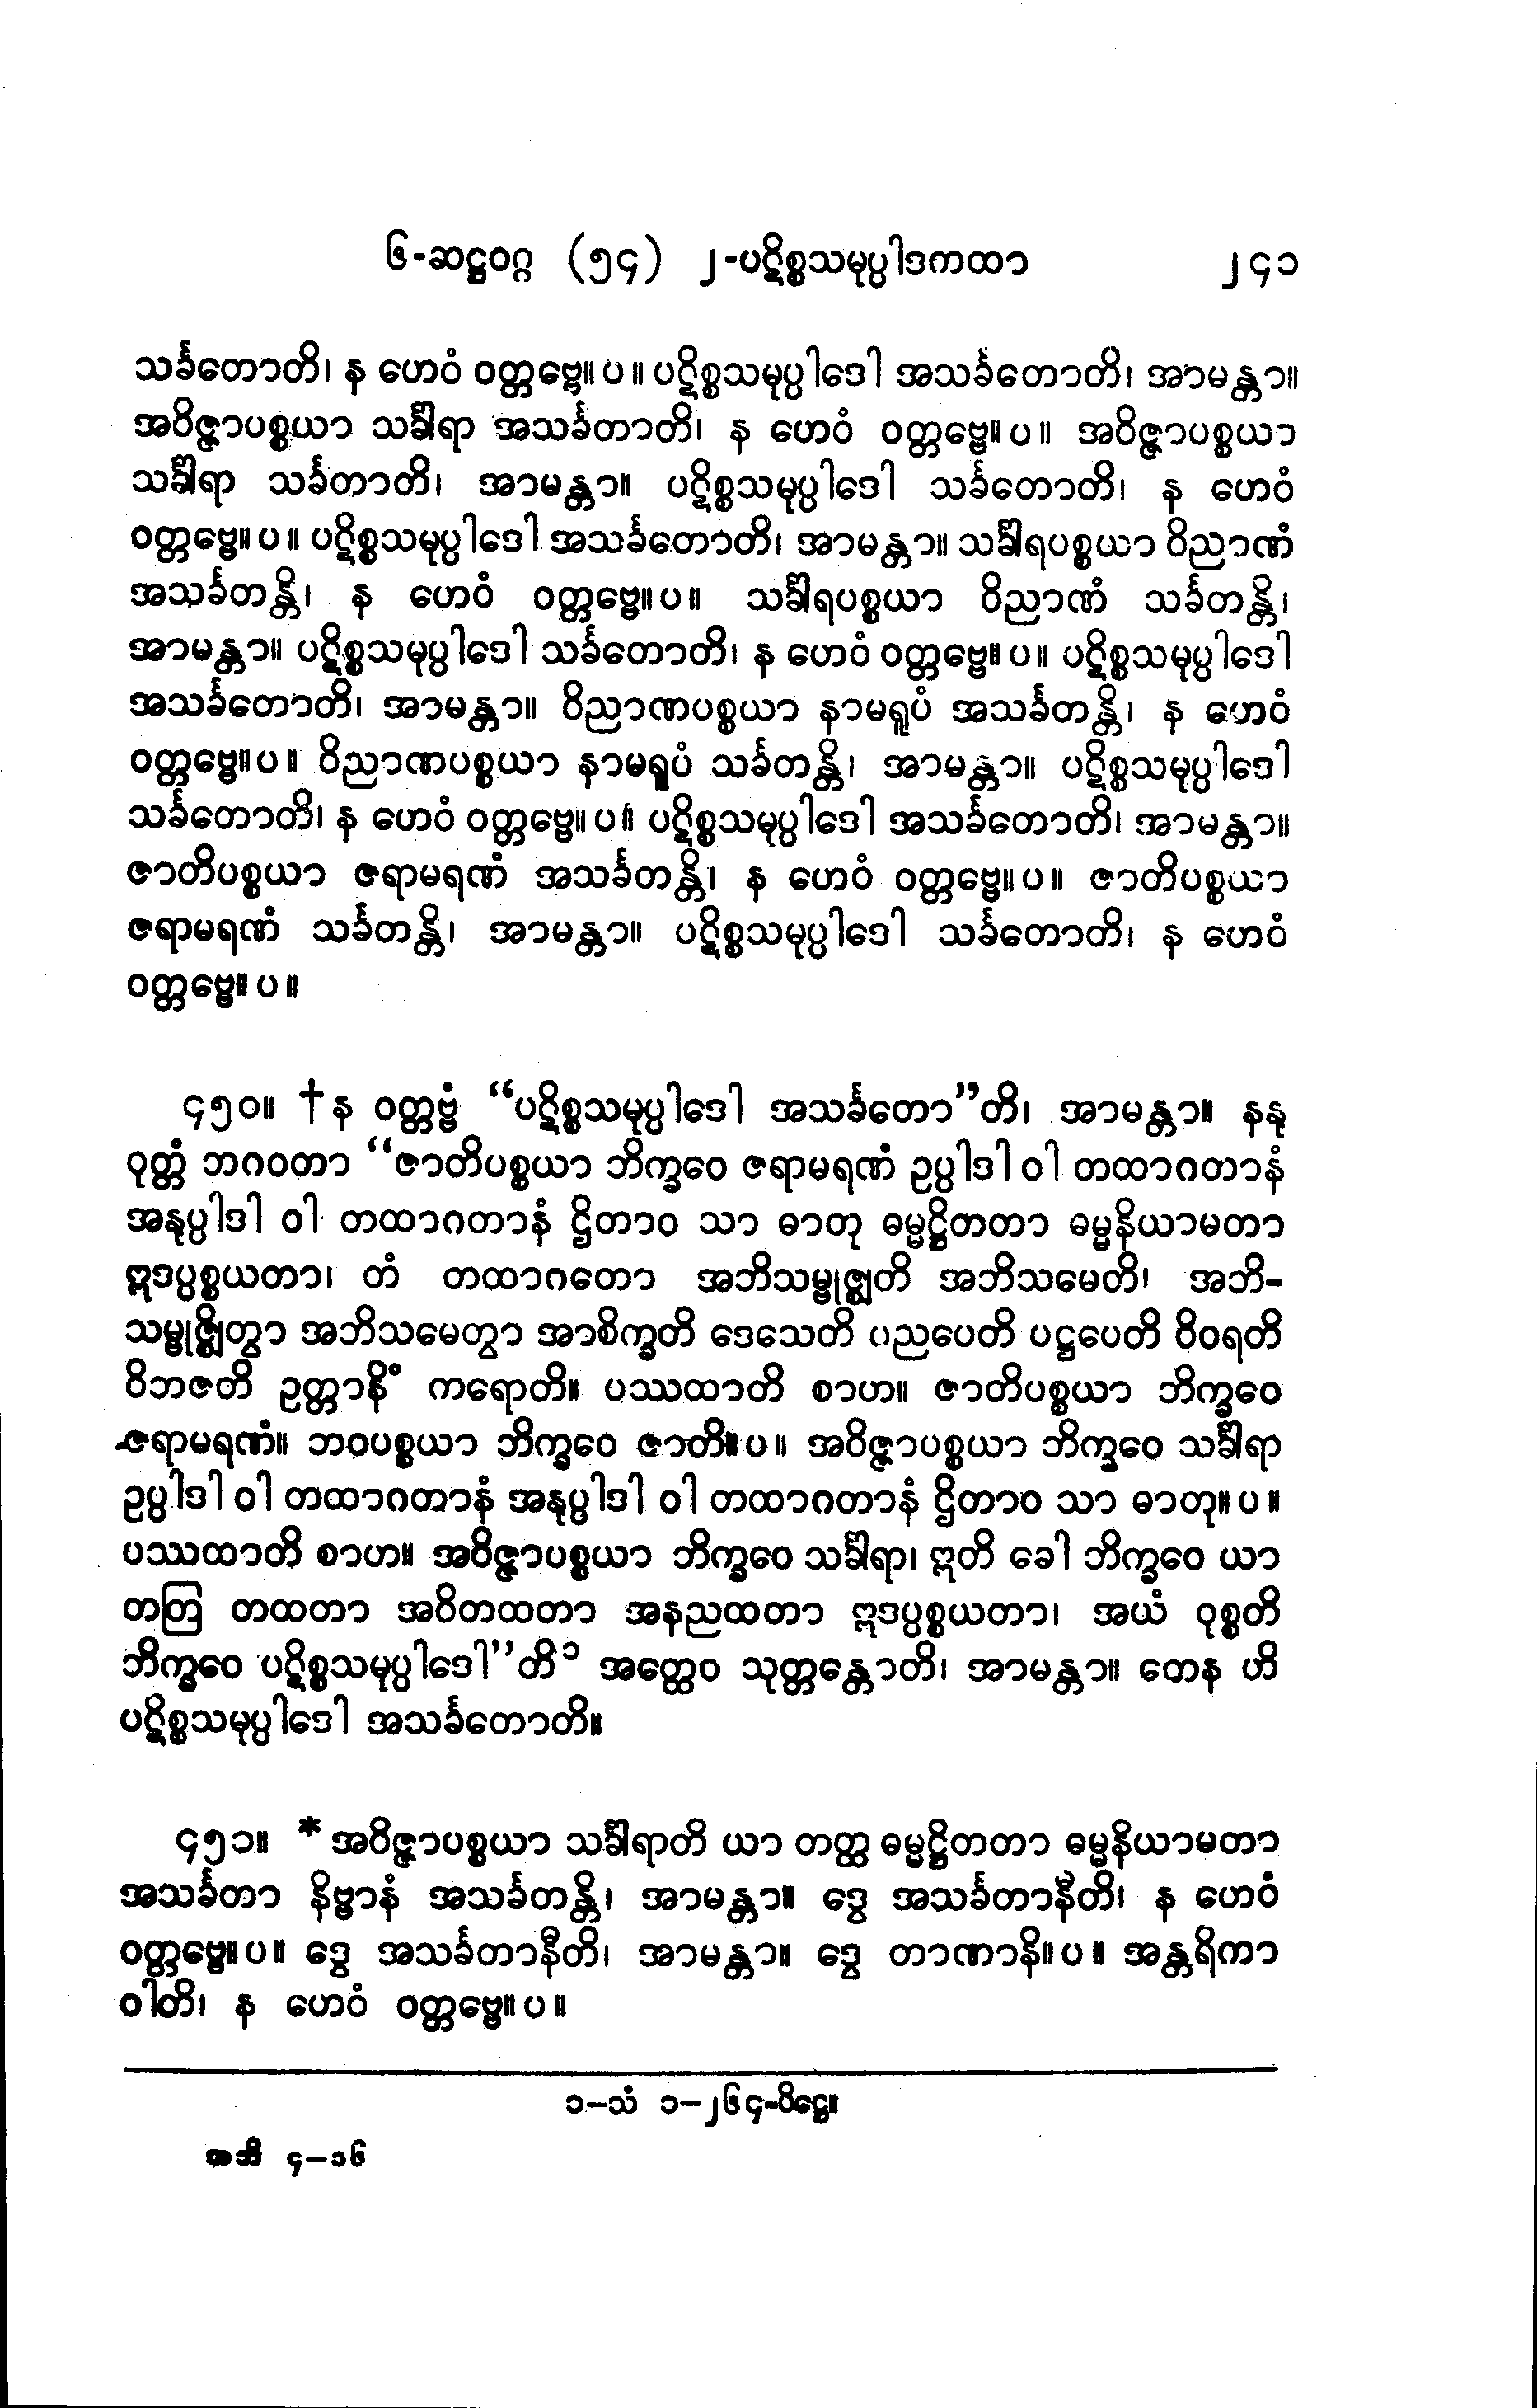 ၆-ဆဋ္ဌဝဂ္ဂ (၅၄) ၂-ပဋိစ္စသမုပ္ပါဒကထာ ၂၄၁
သင်္ခတောတိ၊ န ဟေဝံ ဝတ္တဗ္ဗေ။ ပ။ ပဋိစ္စသမုပ္ပါဒေါ အသင်္ခတောတိ၊ အာမန္တာ။
အဝိဇ္ဇာပစ္စယာ သင်္ခါရာ အသင်္ခတာတိ၊ န ဟေဝံ ဝတ္တဗ္ဗေ။ ပ။ အဝိဇ္ဇာပစ္စယာ
သင်္ခါရာ သင်္ခတာတိ၊ အာမန္တာ။ ပဋိစ္စသမုပ္ပါဒေါ သင်္ခတောတိ၊ န ဟေဝံ
ဝတ္တဗ္ဗေ။ ပ။ ပဋိစ္စသမုပ္ပါဒေါ အသင်္ခတောတိ၊ အာမန္တာ။ သင်္ခါရပစ္စယာ ဝိညာဏံ
အသင်္ခတန္တိ၊ န ဟေဝံ ဝတ္တဗ္ဗေ။ ပ။ သင်္ခါရပစ္စယာ ဝိညာဏံ သင်္ခတန္တိ၊
အာမန္တာ။ ပဋိစ္စသမုပ္ပါဒေါ သင်္ခတောတိ၊ န ဟေဝံ ဝတ္တဗ္ဗေ။ ပ။ ပဋိစ္စသမုပ္ပါဒေါ
အသင်္ခတောတိ၊ အာမန္တာ။ ဝိညာဏပစ္စယာ နာမရူပံ အသင်္ခတန္တိ၊ န ဟေဝံ
ဝတ္တဗ္ဗေ။ ပ။ ဝိညာဏပစ္စယာ နာမရူပံ သင်္ခတန္တိ၊ အာမန္တာ။ ပဋိစ္စသမုပ္ပါဒေါ
သင်္ခတောတိ၊ န ဟေဝံ ဝတ္တဗ္ဗေ။ ပ။ ပဋိစ္စသမုပ္ပါဒေါ အသင်္ခတောတိ၊ အာမန္တာ။
ဇာတိပစ္စယာ ဇရာမရဏံ အသင်္ခတန္တိ၊ န ဟေဝံ ဝတ္တဗ္ဗေ။ ပ။ ဇာတိပစ္စယာ
ဇရာမရဏံ သင်္ခတန္တိ၊ အာမန္တာ။ ပဋိစ္စသမုပ္ပါဒေါ သင်္ခတောတိ၊ န ဟေဝံ
ဝတ္တဗ္ဗေ။ ပ။
၄၅၀။ †န ဝတ္တဗ္ဗံ “ပဋိစ္စသမုပ္ပါဒေါ အသင်္ခတော”တိ၊ အာမန္တာ။ နနု
ဝုတ္တံ ဘဂဝတာ “ဇာတိပစ္စယာ ဘိက္ခဝေ ဇရာမရဏံ ဥပ္ပါဒါ ဝါ တထာဂတာနံ
အနုပ္ပါဒါ ဝါ တထာဂတာနံ ဌိတာဝ သာ ဓာတု ဓမ္မဋ္ဌိတတာ ဓမ္မနိယာမတာ
ဣဒပ္ပစ္စယတာ၊ တံ တထာဂတော အဘိသမ္ဗုဇ္ဈတိ အဘိသမေတိ၊ အဘိ-
သမ္ဗုဇ္ဈိတွာ အဘိသမေတွာ အာစိက္ခတိ ဒေသေတိ ပညပေတိ ပဋ္ဌပေတိ ဝိဝရတိ
ဝိဘဇတိ ဥတ္တာနိံ ကရောတိ။ ပဿထာတိ စာဟ။ ဇာတိပစ္စယာ ဘိက္ခဝေ
ဇရာမရဏံ။ ဘဝပစ္စယာ ဘိက္ခဝေ ဇာတိ။ ပ။ အဝိဇ္ဇာပစ္စယာ ဘိက္ခဝေ သင်္ခါရာ
ဥပ္ပါဒါ ဝါ တထာဂတာနံ အနုပ္ပါဒါ ဝါ တထာဂတာနံ ဌိတာဝ သာ ဓာတု။ ပ။
ပဿထာတိ စာဟ။ အဝိဇ္ဇာပစ္စယာ ဘိက္ခဝေ သင်္ခါရာ၊ ဣတိ ခေါ ဘိက္ခဝေ ယာ
တတြ တထတာ အဝိတထတာ အနညထတာ ဣဒပ္ပစ္စယတာ၊ အယံ ဝုစ္စတိ
ဘိက္ခဝေ ပဋိစ္စသမုပ္ပါဒေါ”တိ၁ အတ္ထေဝ သုတ္တန္တောတိ၊ အာမန္တာ။ တေန ဟိ
ပဋိစ္စသမုပ္ပါဒေါ အသင်္ခတောတိ။
၄၅၁။ *အဝိဇ္ဇာပစ္စယာ သင်္ခါရာတိ ယာ တတ္ထ ဓမ္မဋ္ဌိတတာ ဓမ္မနိယာမတာ
အသင်္ခတာ နိဗ္ဗာနံ အသင်္ခတန္တိ၊ အာမန္တာ။ ဒွေ အသင်္ခတာနီတိ၊ န ဟေဝံ
ဝတ္တဗ္ဗေ။ ပ။ ဒွေ အသင်္ခတာနီတိ၊ အာမန္တာ။ ဒွေ တာဏာနိ။ ပ။ အန္တရိကာ
ဝါတိ၊ န ဟေဝံ ဝတ္တဗ္ဗေ။ ပ။
၁–သံ ၁–၂၆၄-ပိဋ္ဌေ။
အဘိ ၄–၁၆